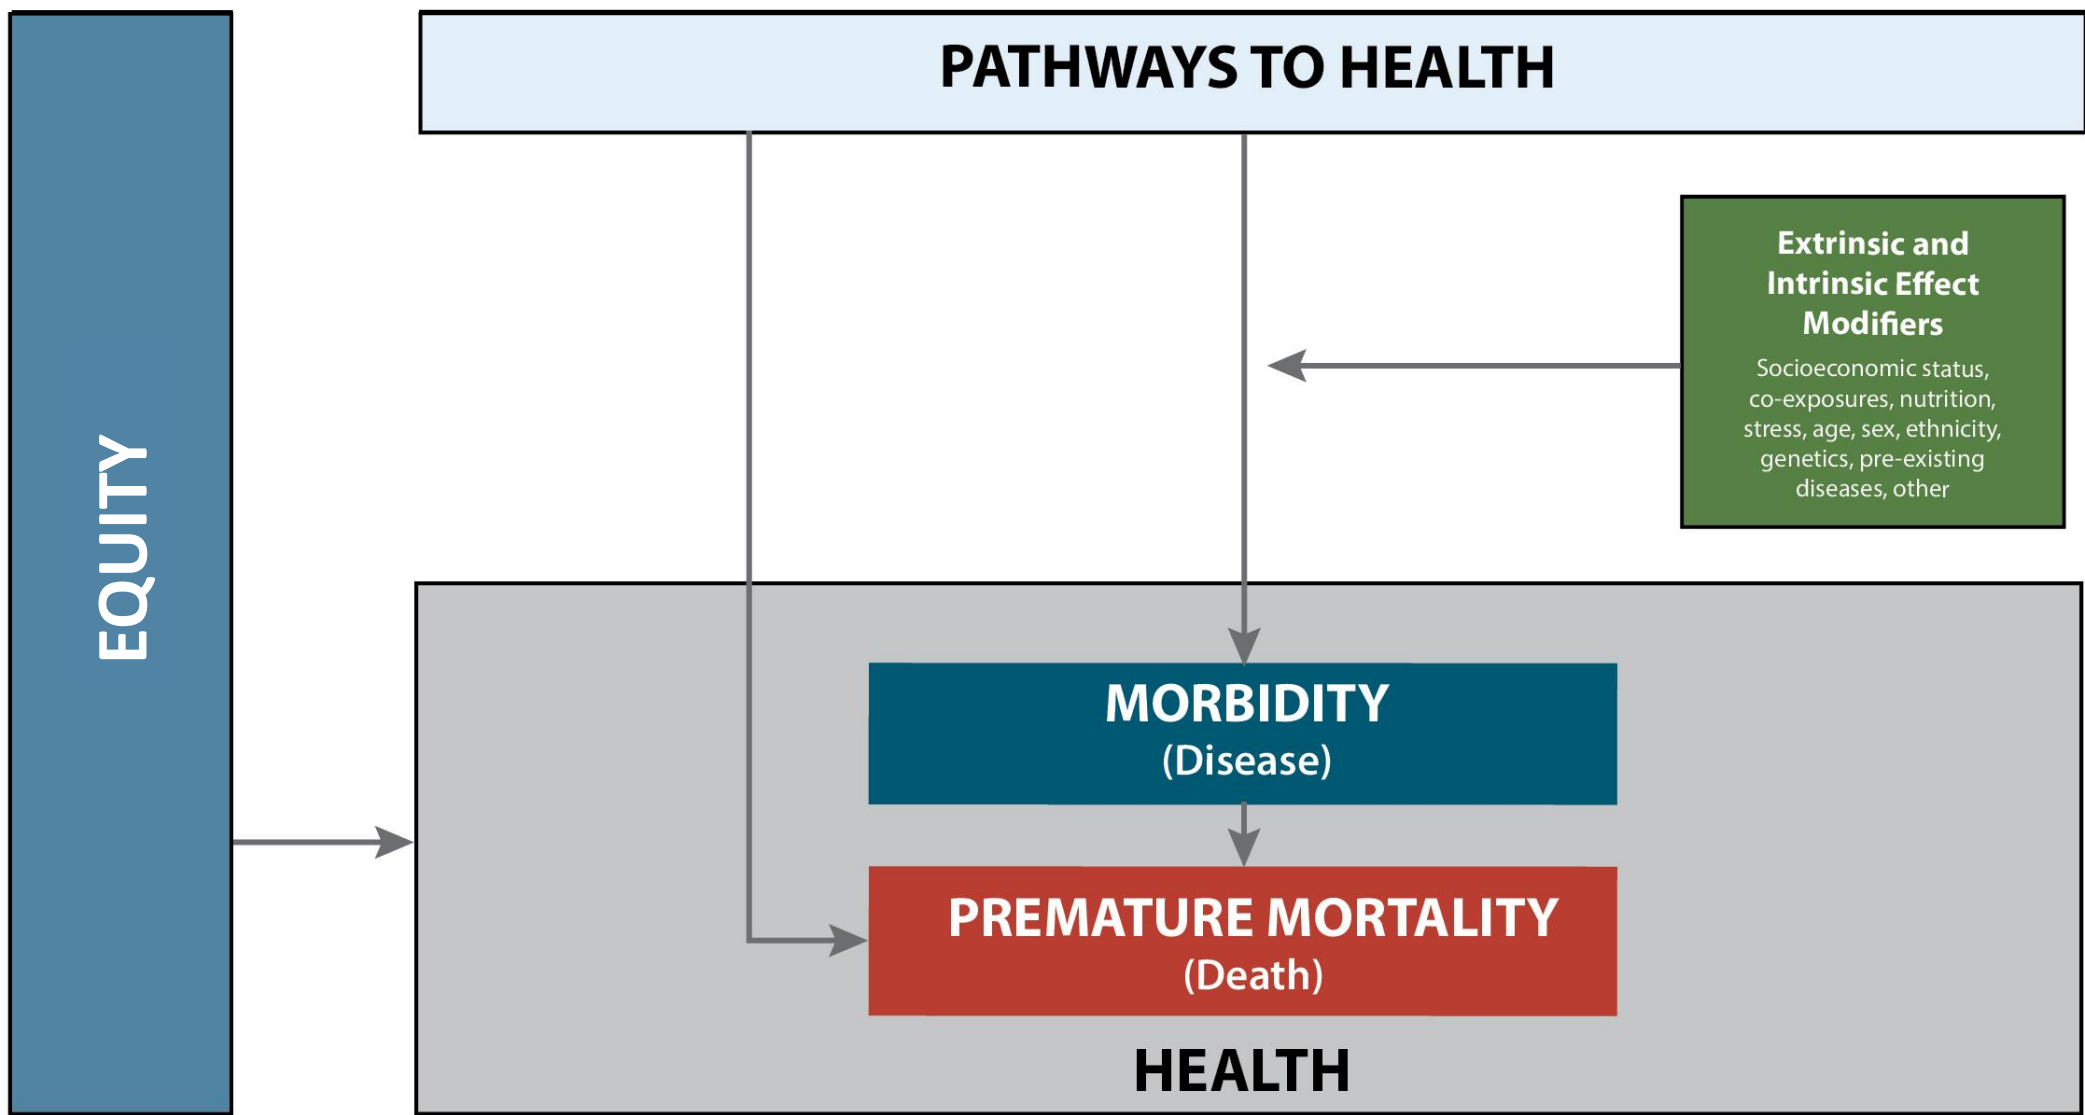 EQUITY
PATHWAYS TO HEALTH
Extrinsic and
Intrinsic Effect
Modifiers
Socioeconomic status,
co-exposures, nutrition,
stress, age, sex, ethnicity,
genetics, pre-existing
diseases, other
MORBIDITY
(Disease)
PREMATURE MORTALITY
(Death)
HEALTH